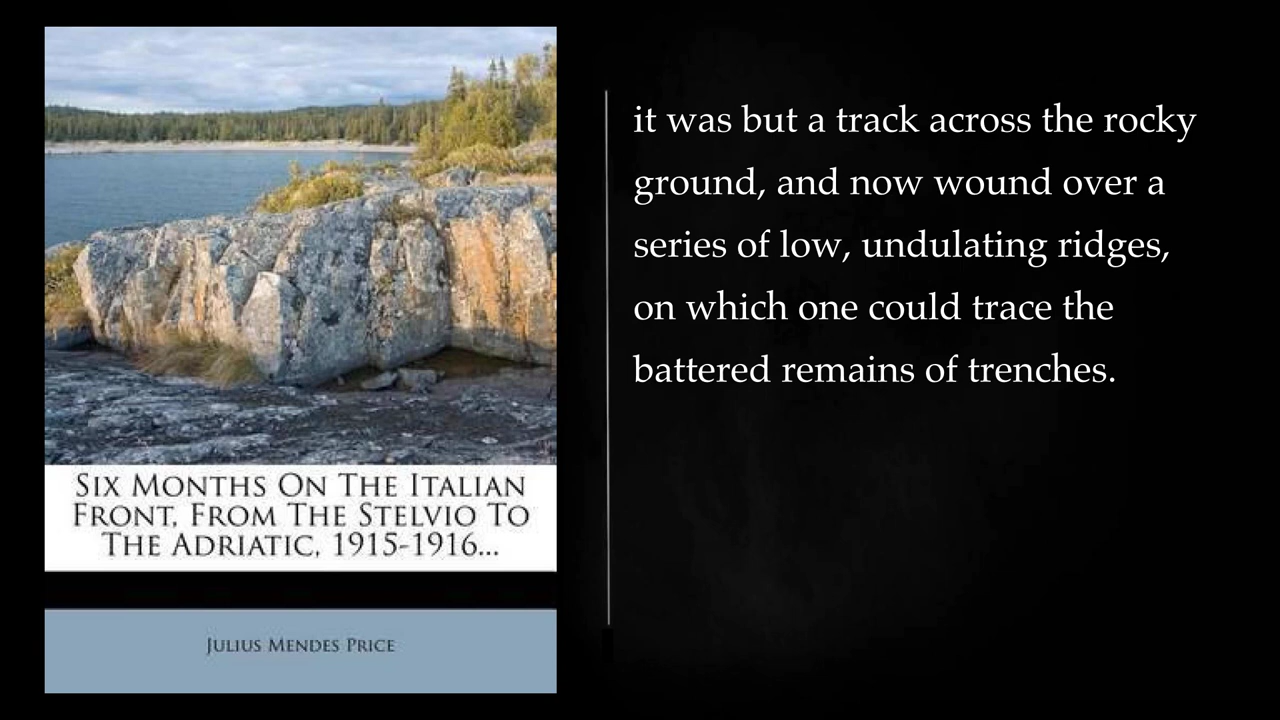 it was but a track across the rocky
ground, and now wound over a
series of low, undulating ridges,
on which one could trace the
battered remains of trenches.
Six Months On The Italian
Front, From The Stelvio To
The Adriatic, 1915-1916...
Julius Mendes Price